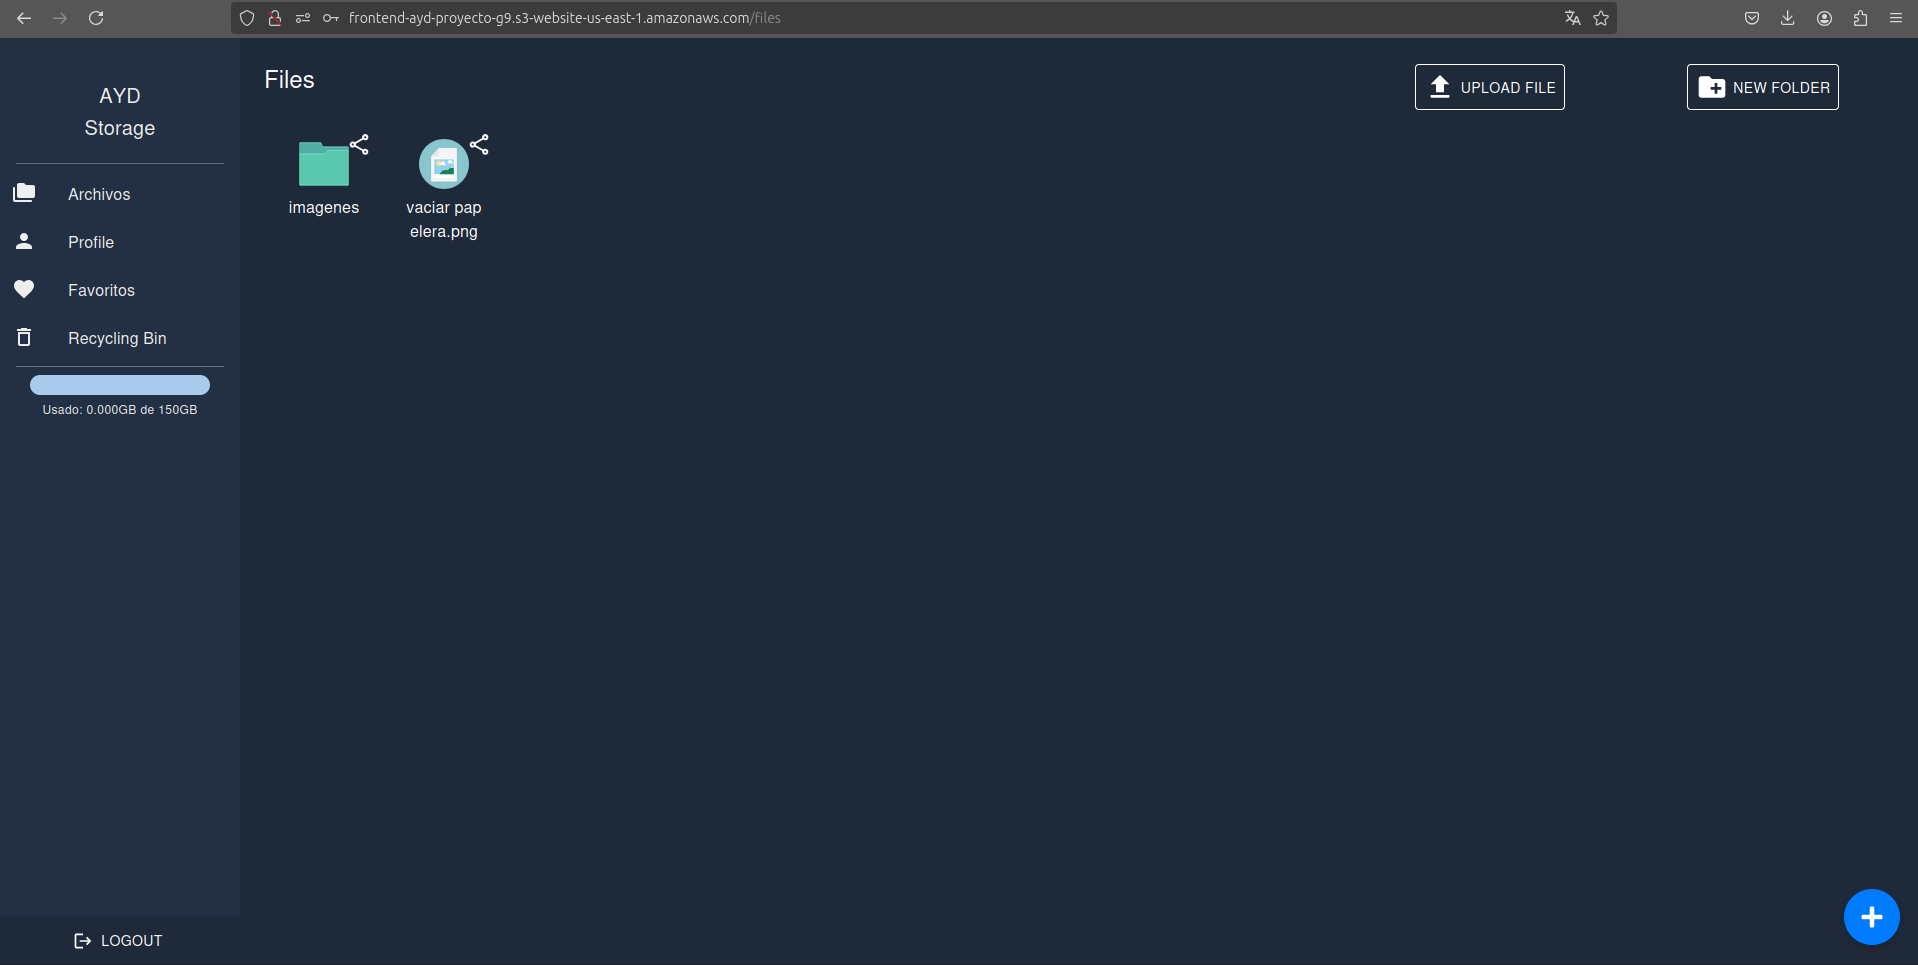 frontend-ayd-proyecto-g9.s3-website-us-east-1.amazonaws.com/files
AYD
Storage
Archivos
Profile
Favoritos
Recycling Bin
Usado: 0.000GB de 150GB
LOGOUT
Files
UPLOAD FILE
NEW FOLDER
imagenes
vaciar pap
elera.png